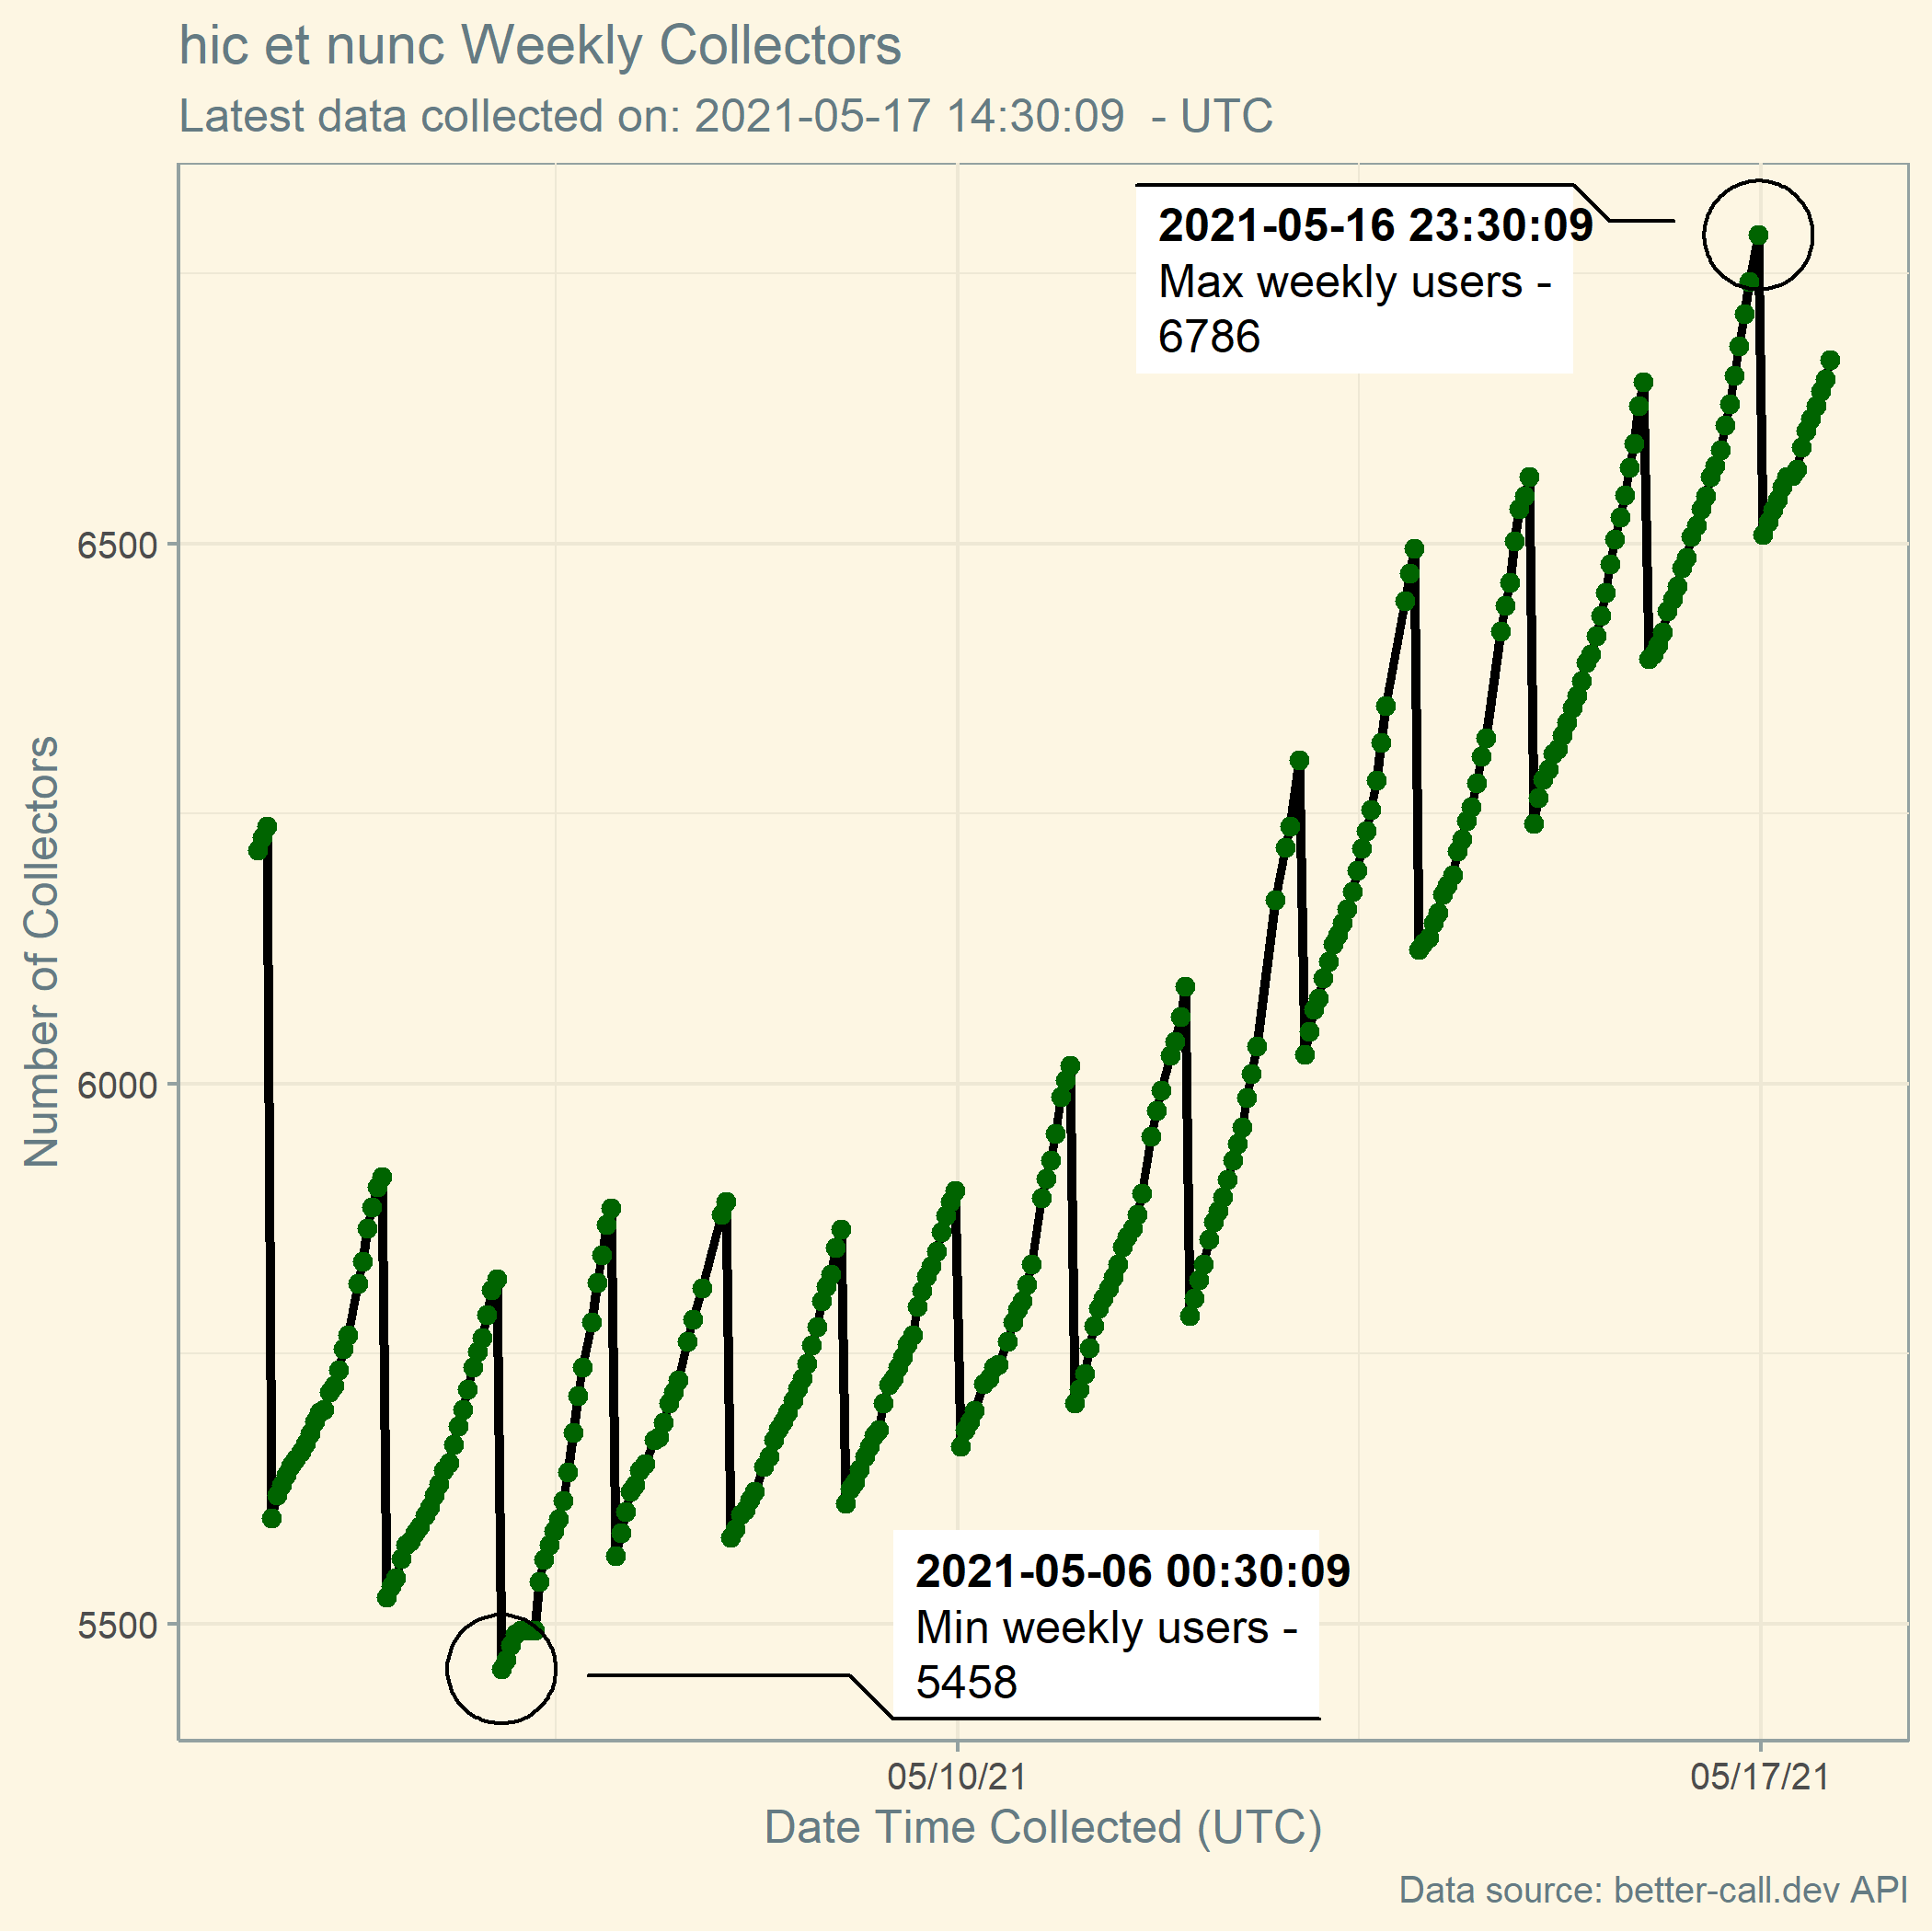 hic et nunc Weekly Collectors
Latest data collected on: 2021-05-17 14:30:09  - UTC
2021-05-16 23:30:09
Max weekly users -
6786
6500
Number of Collectors
6000
2021-05-06 00:30:09
Min weekly users -
5458
5500
05/10/21
05/17/21
Date Time Collected (UTC)
Data source: better-call.dev API